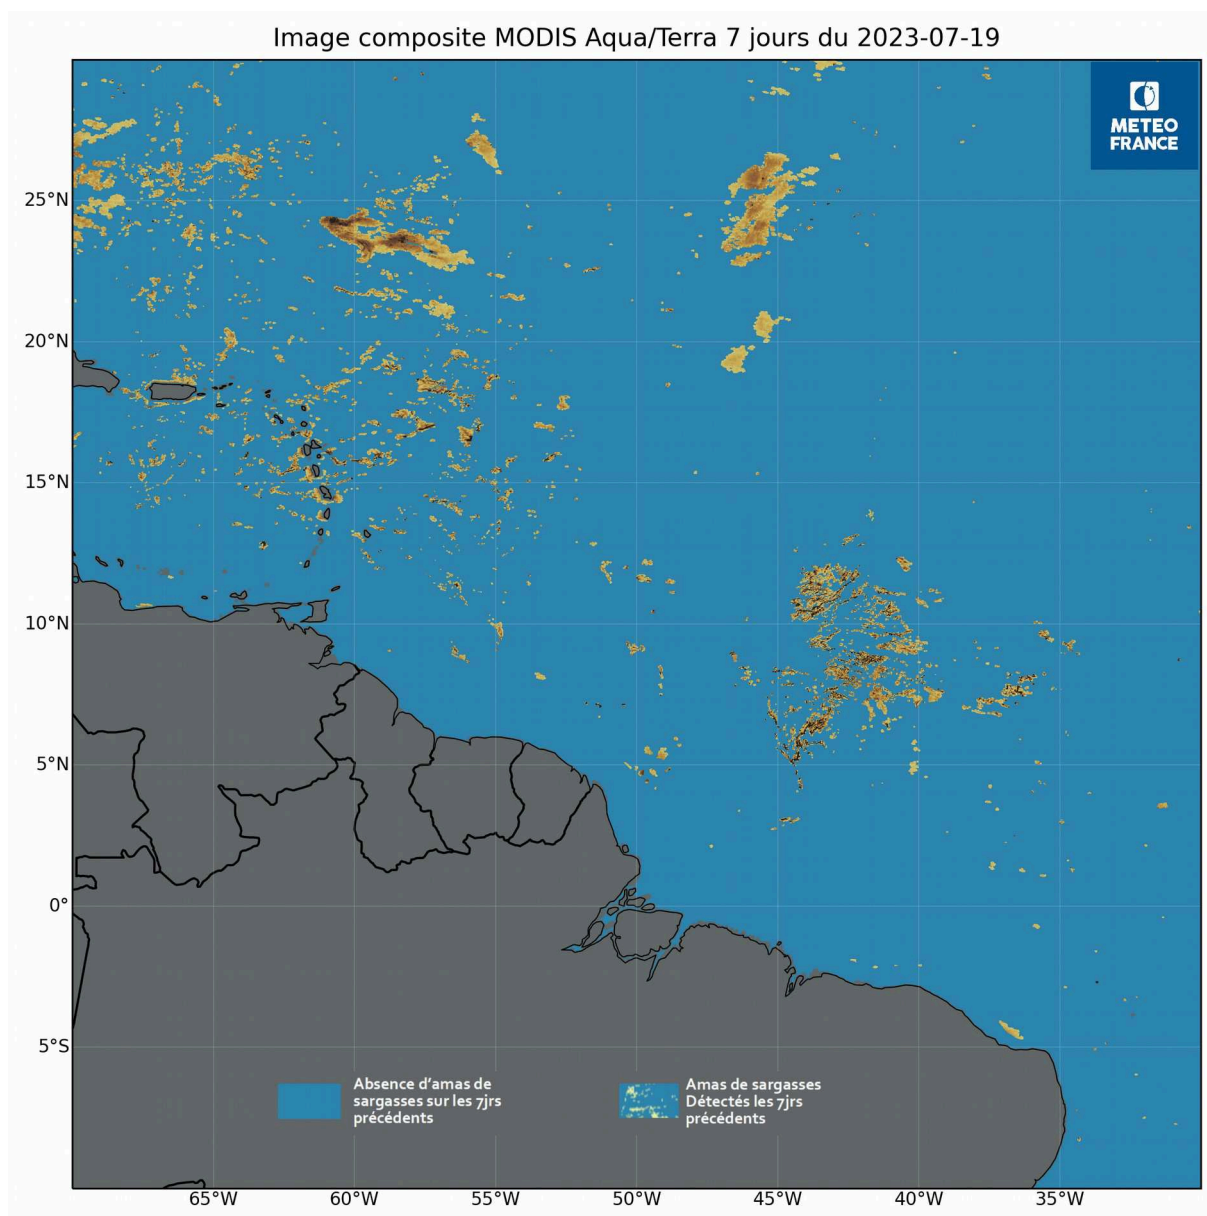 Image composite MODIS Aqua/Terra 7 jours du 2023-07-19
METEO
FRANCE
25°N
20°N
15°N
10°N
5°N
0°
5°S
Absence d'amas de
sargasses sur les 7jrs
précédents
Amas de sargasses
Détectés les 7jrs
précédents
65°W 60°W 55°W 50°W 45°W 40°W 35°W